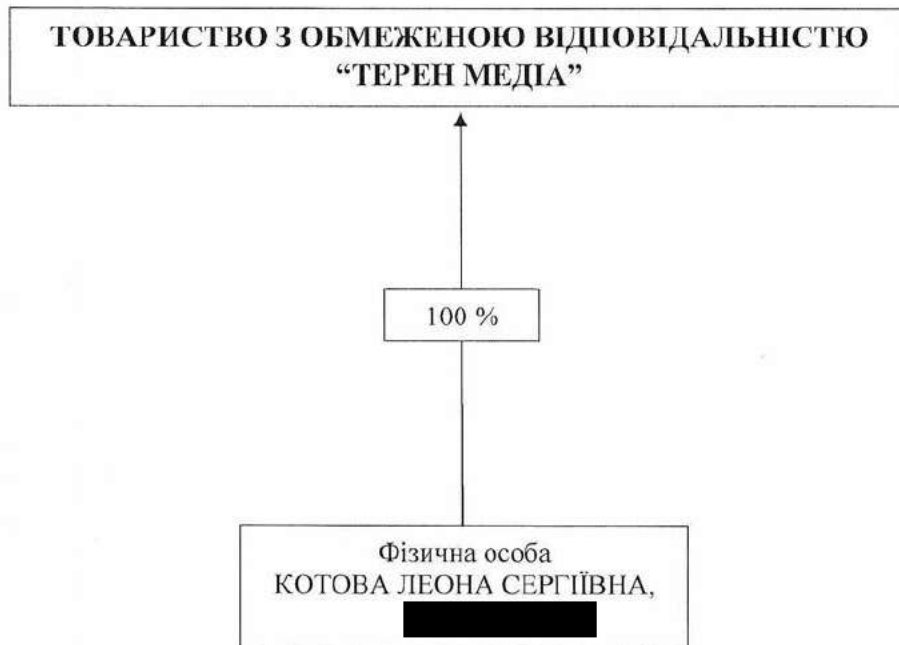 ТОВАРИСТВО З ОБМЕЖЕНОЮ ВІДПОВІДАЛЬНІСТЮ
“ТЕРЕН МЕДІА”
100 %
Фізична особа
КОТОВА ЛЕОНА СЕРГІЇВНА,